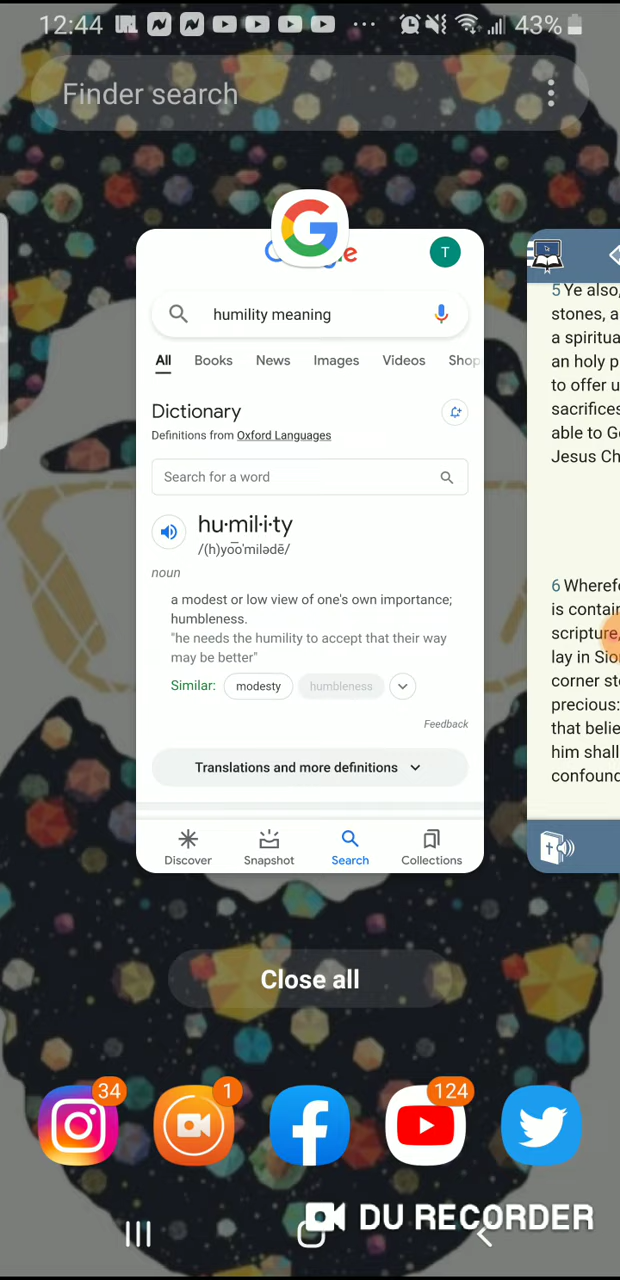 12:44
43%
Finder search
T
humility meaning
All Books News Images Videos Shop
Dictionary
Definitions from Oxford Languages
Search for a word
hu·mil·i·ty
/(h)yo͞oˈmilədē/
noun
a modest or low view of one's own importance;
humbleness.
"he needs the humility to accept that their way
may be better"
Similar: modesty humbleness
Feedback
Translations and more definitions
Discover Snapshot Search Collections
5 Ye also,
stones, a
a spiritua
an holy p
to offer u
sacrifices
able to G
Jesus Ch
6 Wheref
is contai
scripture,
lay in Sio
corner st
precious:
that belie
him shall
confound
Close all
34 1 124
DU RECORDER